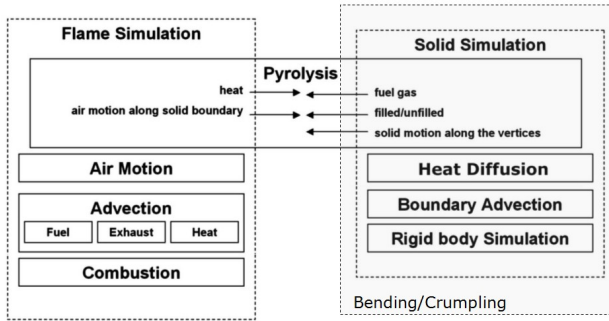 Flame Simulation
Solid Simulation
Pyrolysis
heat
fuel gas
air motion along solid boundary
filled/unfilled
solid motion along the vertices
Air Motion
Heat Diffusion
Advection
Fuel
Exhaust
Heat
Boundary Advection
Rigid body Simulation
Combustion
Bending/Crumpling